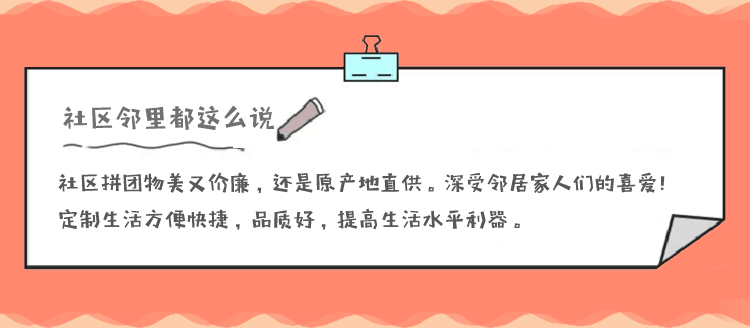 社区邻里都这么说
社区拼团物美又价廉，还是原产地直供。深受邻居家人们的喜爱！
定制生活方便快捷，品质好，提高生活水平利器。